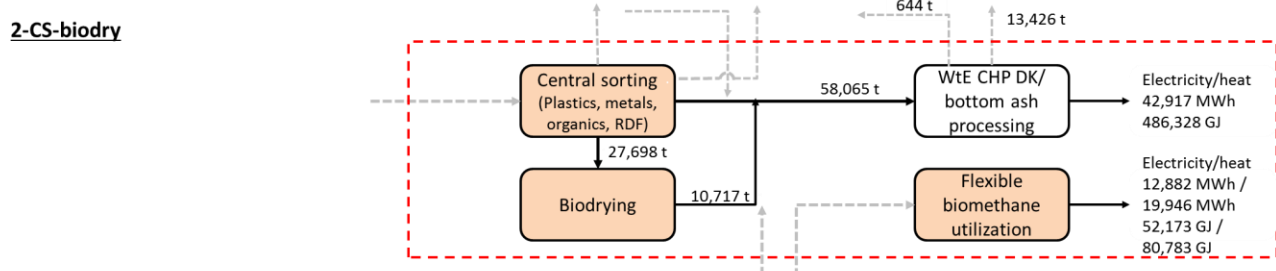 644 t
13,426 t
2-CS-biodry
Central sorting
(Plastics, metals,
organics, RDF)
58,065 t
WtE CHP DK/
bottom ash
processing
Electricity/heat
42,917 MWh
486,328 GJ
27,698 t
Biodrying
10,717 t
Flexible
biomethane
utilization
Electricity/heat
12,882 MWh /
19,946 MWh
52,173 GJ /
80,783 GJ